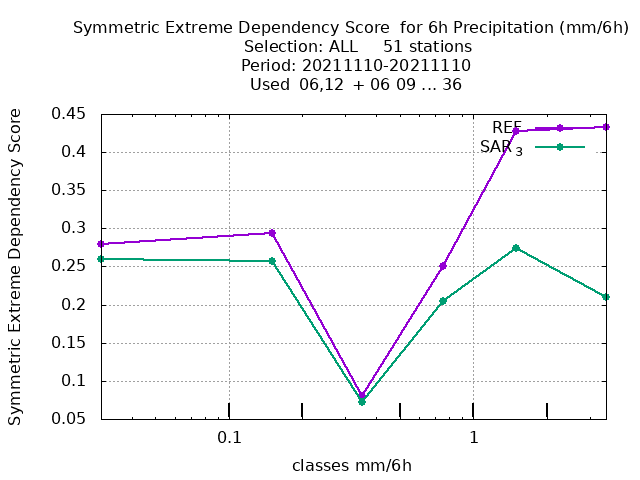 Symmetric Extreme Dependency Score  for 6h Precipitation (mm/6h)
Selection: ALL     51 stations
Period: 20211110-20211110
Used  06,12  + 06 09 ... 36
Symmetric Extreme Dependency Score
0.45
0.4
0.35
0.3
0.25
0.2
0.15
0.1
0.05
REF
SAR 3
0.1
1
classes mm/6h